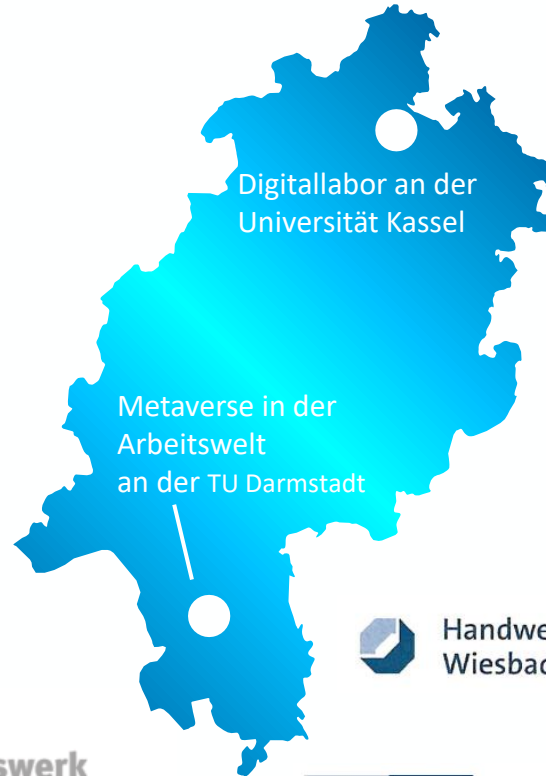 Digitallabor an der
Universität Kassel
Metaverse in der
Arbeitswelt
an der TU Darmstadt